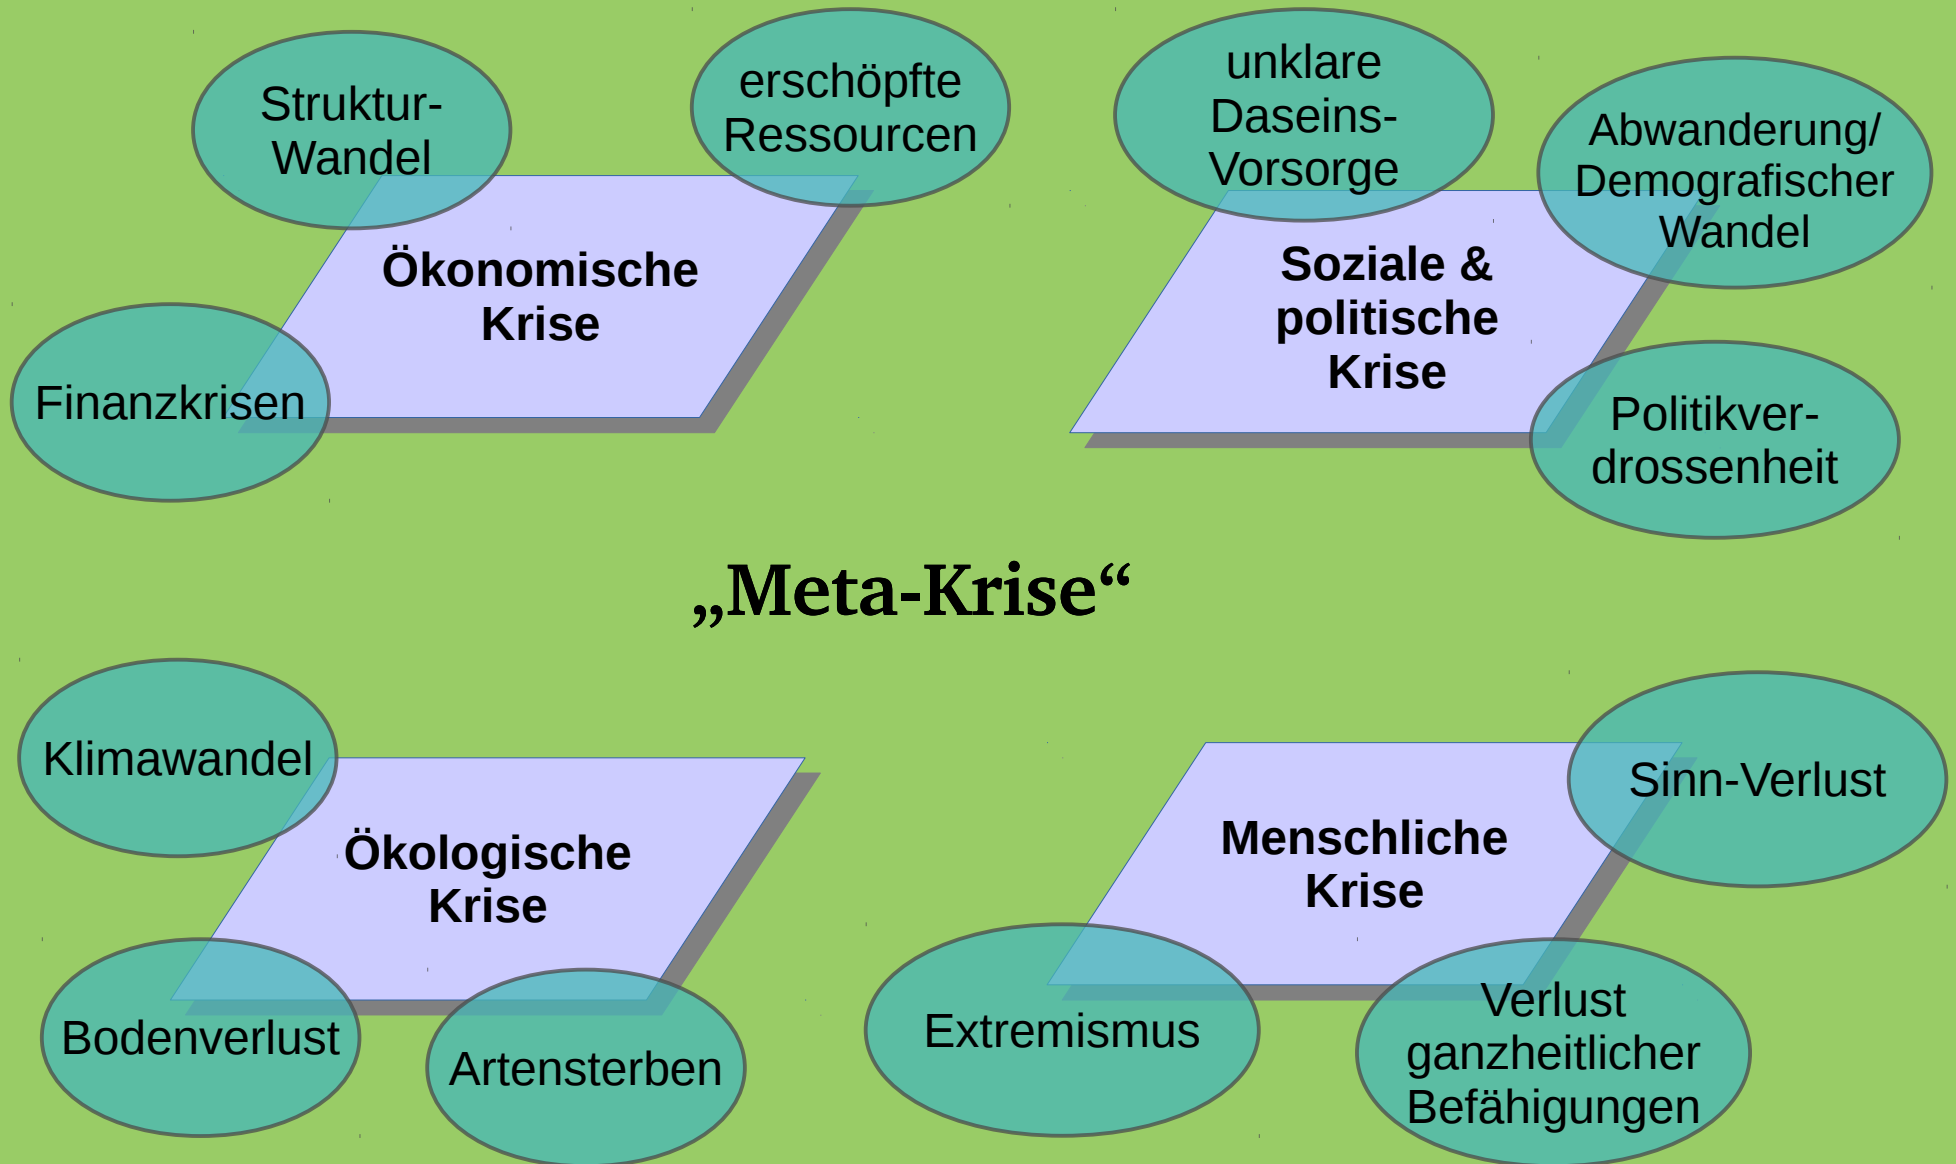 Struktur-
Wandel
erschöpfte
Ressourcen
Ökonomische
Krise
Finanzkrisen
unklare
Daseins-
Vorsorge
Abwanderung/
Demografischer
Wandel
Soziale &
politische
Krise
Politikver-
drossenheit
„Meta-Krise“
Klimawandel
Ökologische
Krise
Bodenverlust
Artensterben
Sinn-Verlust
Menschliche
Krise
Extremismus
Verlust
ganzheitlicher
Befähigungen